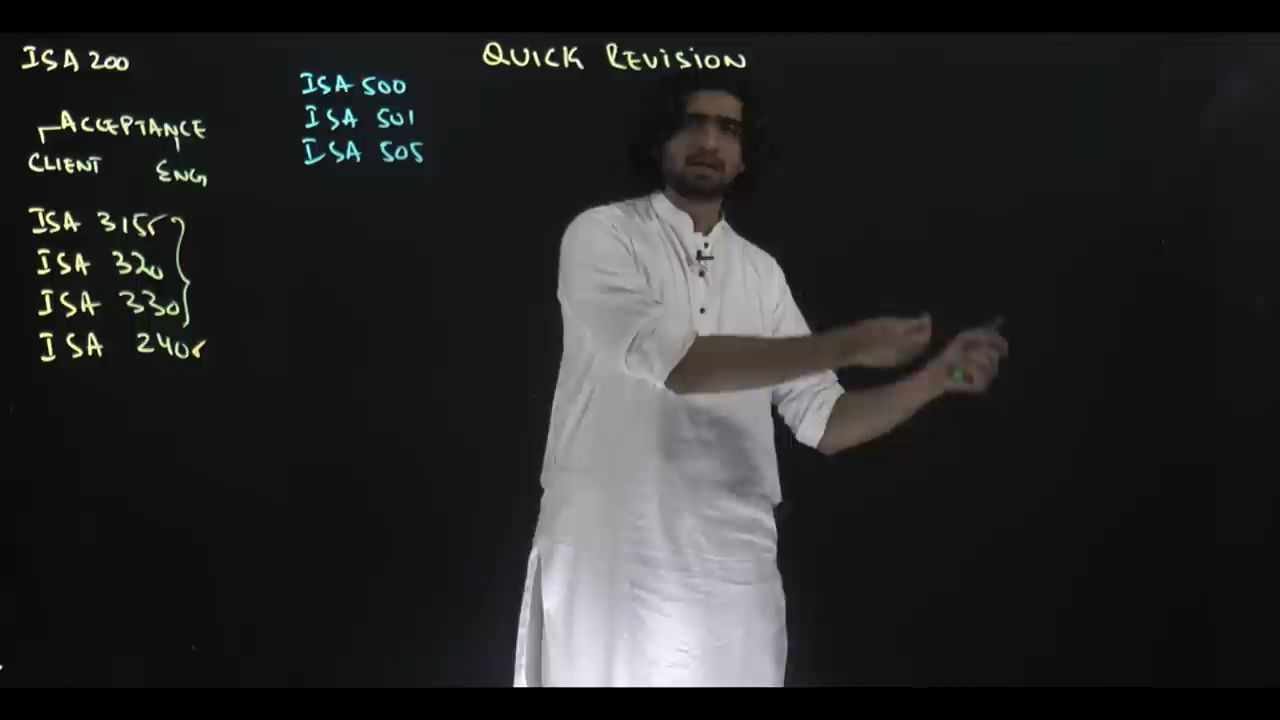 ISA 200
QUICK REVISION
ACCEPTANCE
CLIENT ENG
ISA 315
ISA 320
ISA 330
ISA 240
ISA 500
ISA 501
ISA 505